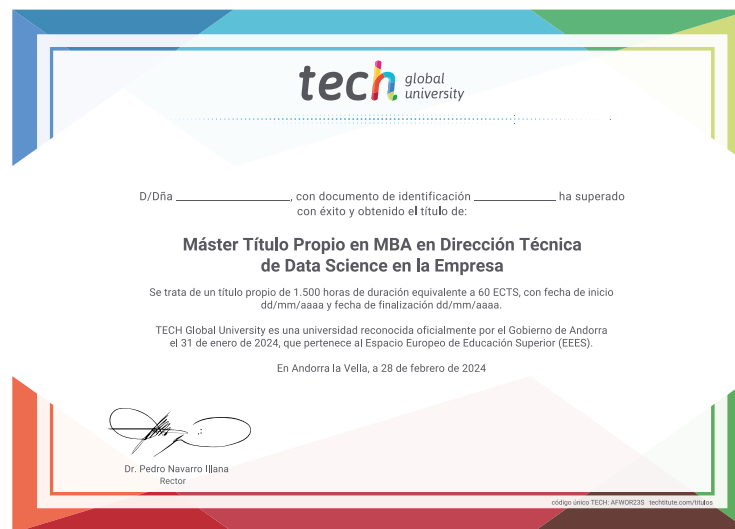 tech global university
D/Dña ______________, con documento de identificación __________ ha superado
con éxito y obtenido el título de:
Máster Título Propio en MBA en Dirección Técnica
de Data Science en la Empresa
Se trata de un título propio de 1.500 horas de duración equivalente a 60 ECTS, con fecha de inicio
dd/mm/aaaa y fecha de finalización dd/mm/aaaa.
TECH Global University es una universidad reconocida oficialmente por el Gobierno de Andorra
el 31 de enero de 2024, que pertenece al Espacio Europeo de Educación Superior (EEES).
En Andorra la Vella, a 28 de febrero de 2024
Dr. Pedro Navarro Illana
Rector
código único TECH: AFWOR23S techtitute.com/titulos